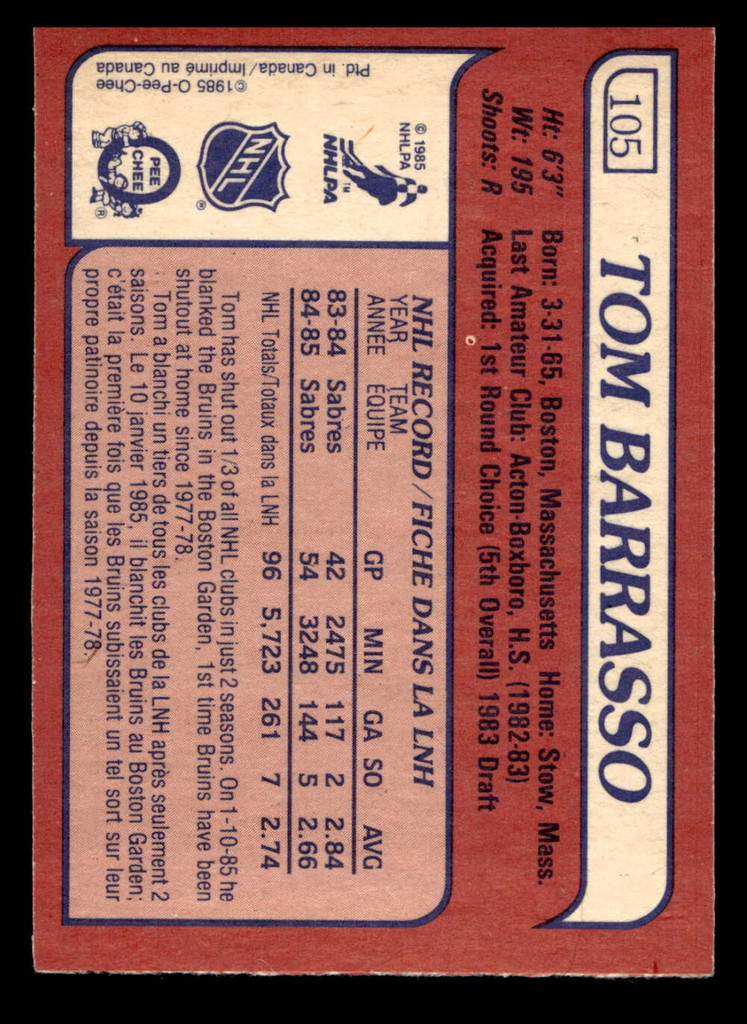 105
TOM BARRASSO
Ht: 6'3" Born: 3-31-65, Boston, Massachusetts Home: Stow, Mass.
Wt: 195 Last Amateur Club: Acton-Boxboro, H.S. (1982-83)
Shoots: R Acquired: 1st Round Choice (5th Overall) 1983 Draft
© 1985
NHLPA
NHLPA
TM
NHL
®
O
PEE
CHEE
®
©1985 O-Pee-Chee
Ptd. in Canada/Imprimé au Canada
NHL RECORD/FICHE DANS LA LNH
YEAR TEAM GP MIN GA SO AVG
ANNÉE ÉQUIPE
83-84 Sabres 42 2475 117 2 2.84
84-85 Sabres 54 3248 144 5 2.66
NHL Totals/Totaux dans la LNH 96 5,723 261 7 2.74
Tom has shut out 1/3 of all NHL clubs in just 2 seasons. On 1-10-85 he
blanked the Bruins in the Boston Garden, 1st time Bruins have been
shutout at home since 1977-78.
Tom a blanchi un tiers de tous les clubs de la LNH après seulement 2
saisons. Le 10 janvier 1985, il blanchit les Bruins au Boston Garden;
c'était la première fois que les Bruins subissaient un tel sort sur leur
propre patinoire depuis la saison 1977-78.